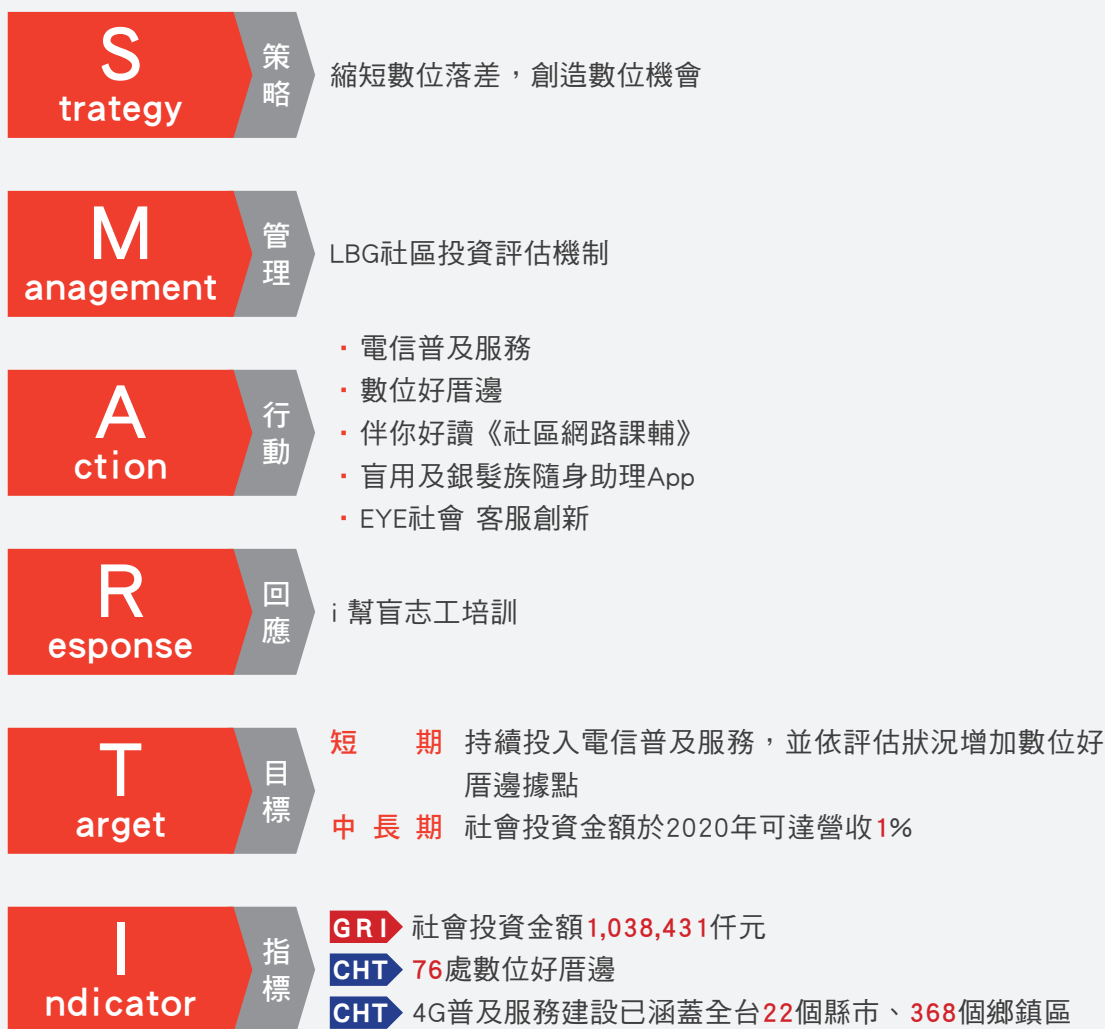 Strategy
策略
縮短數位落差，創造數位機會
Management
管理
LBG社區投資評估機制
Action
行動
・電信普及服務
・數位好厝邊
・伴你好讀《社區網路課輔》
・盲用及銀髮族隨身助理App
・EYE社會 客服創新
Response
回應
i 幫盲志工培訓
Target
目標
短期 持續投入電信普及服務，並依評估狀況增加數位好
厝邊據點
中長期 社會投資金額於2020年可達營收1%
Indicator
指標
GRI 社會投資金額1,038,431仟元
CHT 76處數位好厝邊
CHT 4G普及服務建設已涵蓋全台22個縣市、368個鄉鎮區